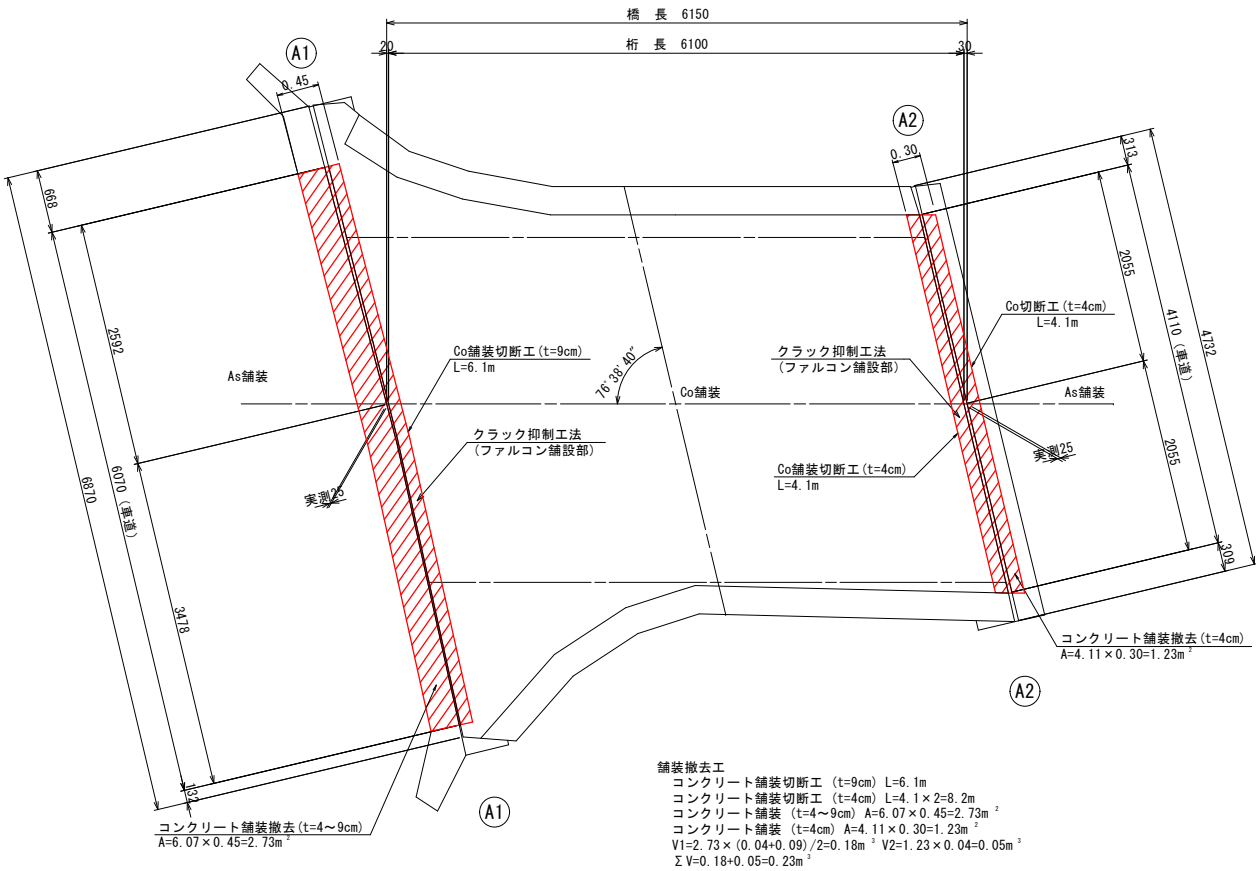 橋 長 6150
20 桁 長 6100 30
A1
0.45
A2
0.30
313
668
2592
6070 (車道)
6870
3478
132
2055
4110 (車道)
4732
2055
309
As舗装
Co舗装切断工(t=9cm)
L=6.1m
クラック抑制工法
(ファルコン舗設部)
実測25
76°38'40"
Co舗装
クラック抑制工法
(ファルコン舗設部)
Co切断工(t=4cm)
L=4.1m
As舗装
実測25
Co舗装切断工(t=4cm)
L=4.1m
コンクリート舗装撤去(t=4cm)
A=4.11×0.30=1.23m²
A2
A1
コンクリート舗装撤去(t=4~9cm)
A=6.07×0.45=2.73m²
舗装撤去工
コンクリート舗装切断工 (t=9cm) L=6.1m
コンクリート舗装切断工 (t=4cm) L=4.1×2=8.2m
コンクリート舗装 (t=4~9cm) A=6.07×0.45=2.73m²
コンクリート舗装 (t=4cm) A=4.11×0.30=1.23m²
V1=2.73×(0.04+0.09)/2=0.18m³ V2=1.23×0.04=0.05m³
ΣV=0.18+0.05=0.23m³